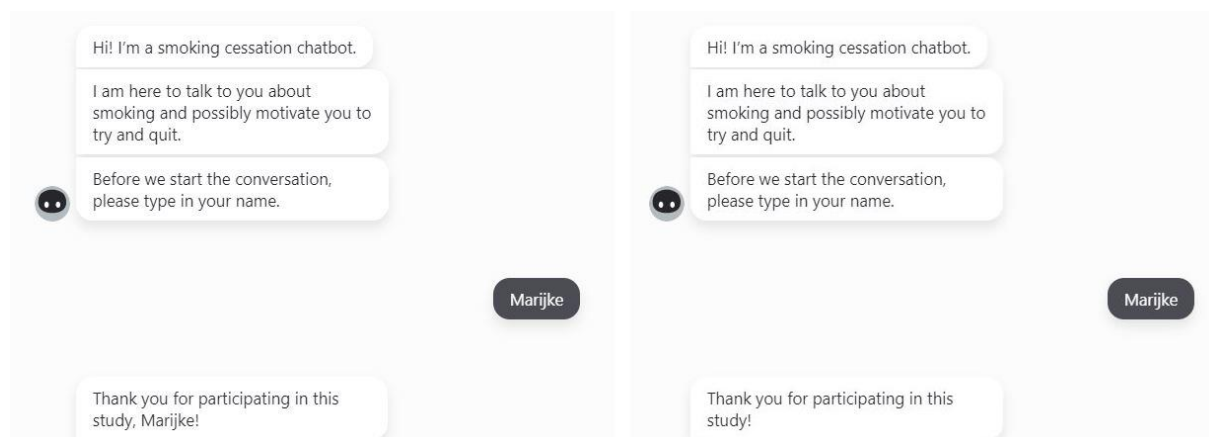 Hi! I'm a smoking cessation chatbot.
I am here to talk to you about
smoking and possibly motivate you to
try and quit.
Before we start the conversation,
please type in your name.
Marijke
Thank you for participating in this
study, Marijke!
Hi! I'm a smoking cessation chatbot.
I am here to talk to you about
smoking and possibly motivate you to
try and quit.
Before we start the conversation,
please type in your name.
Marijke
Thank you for participating in this
study!